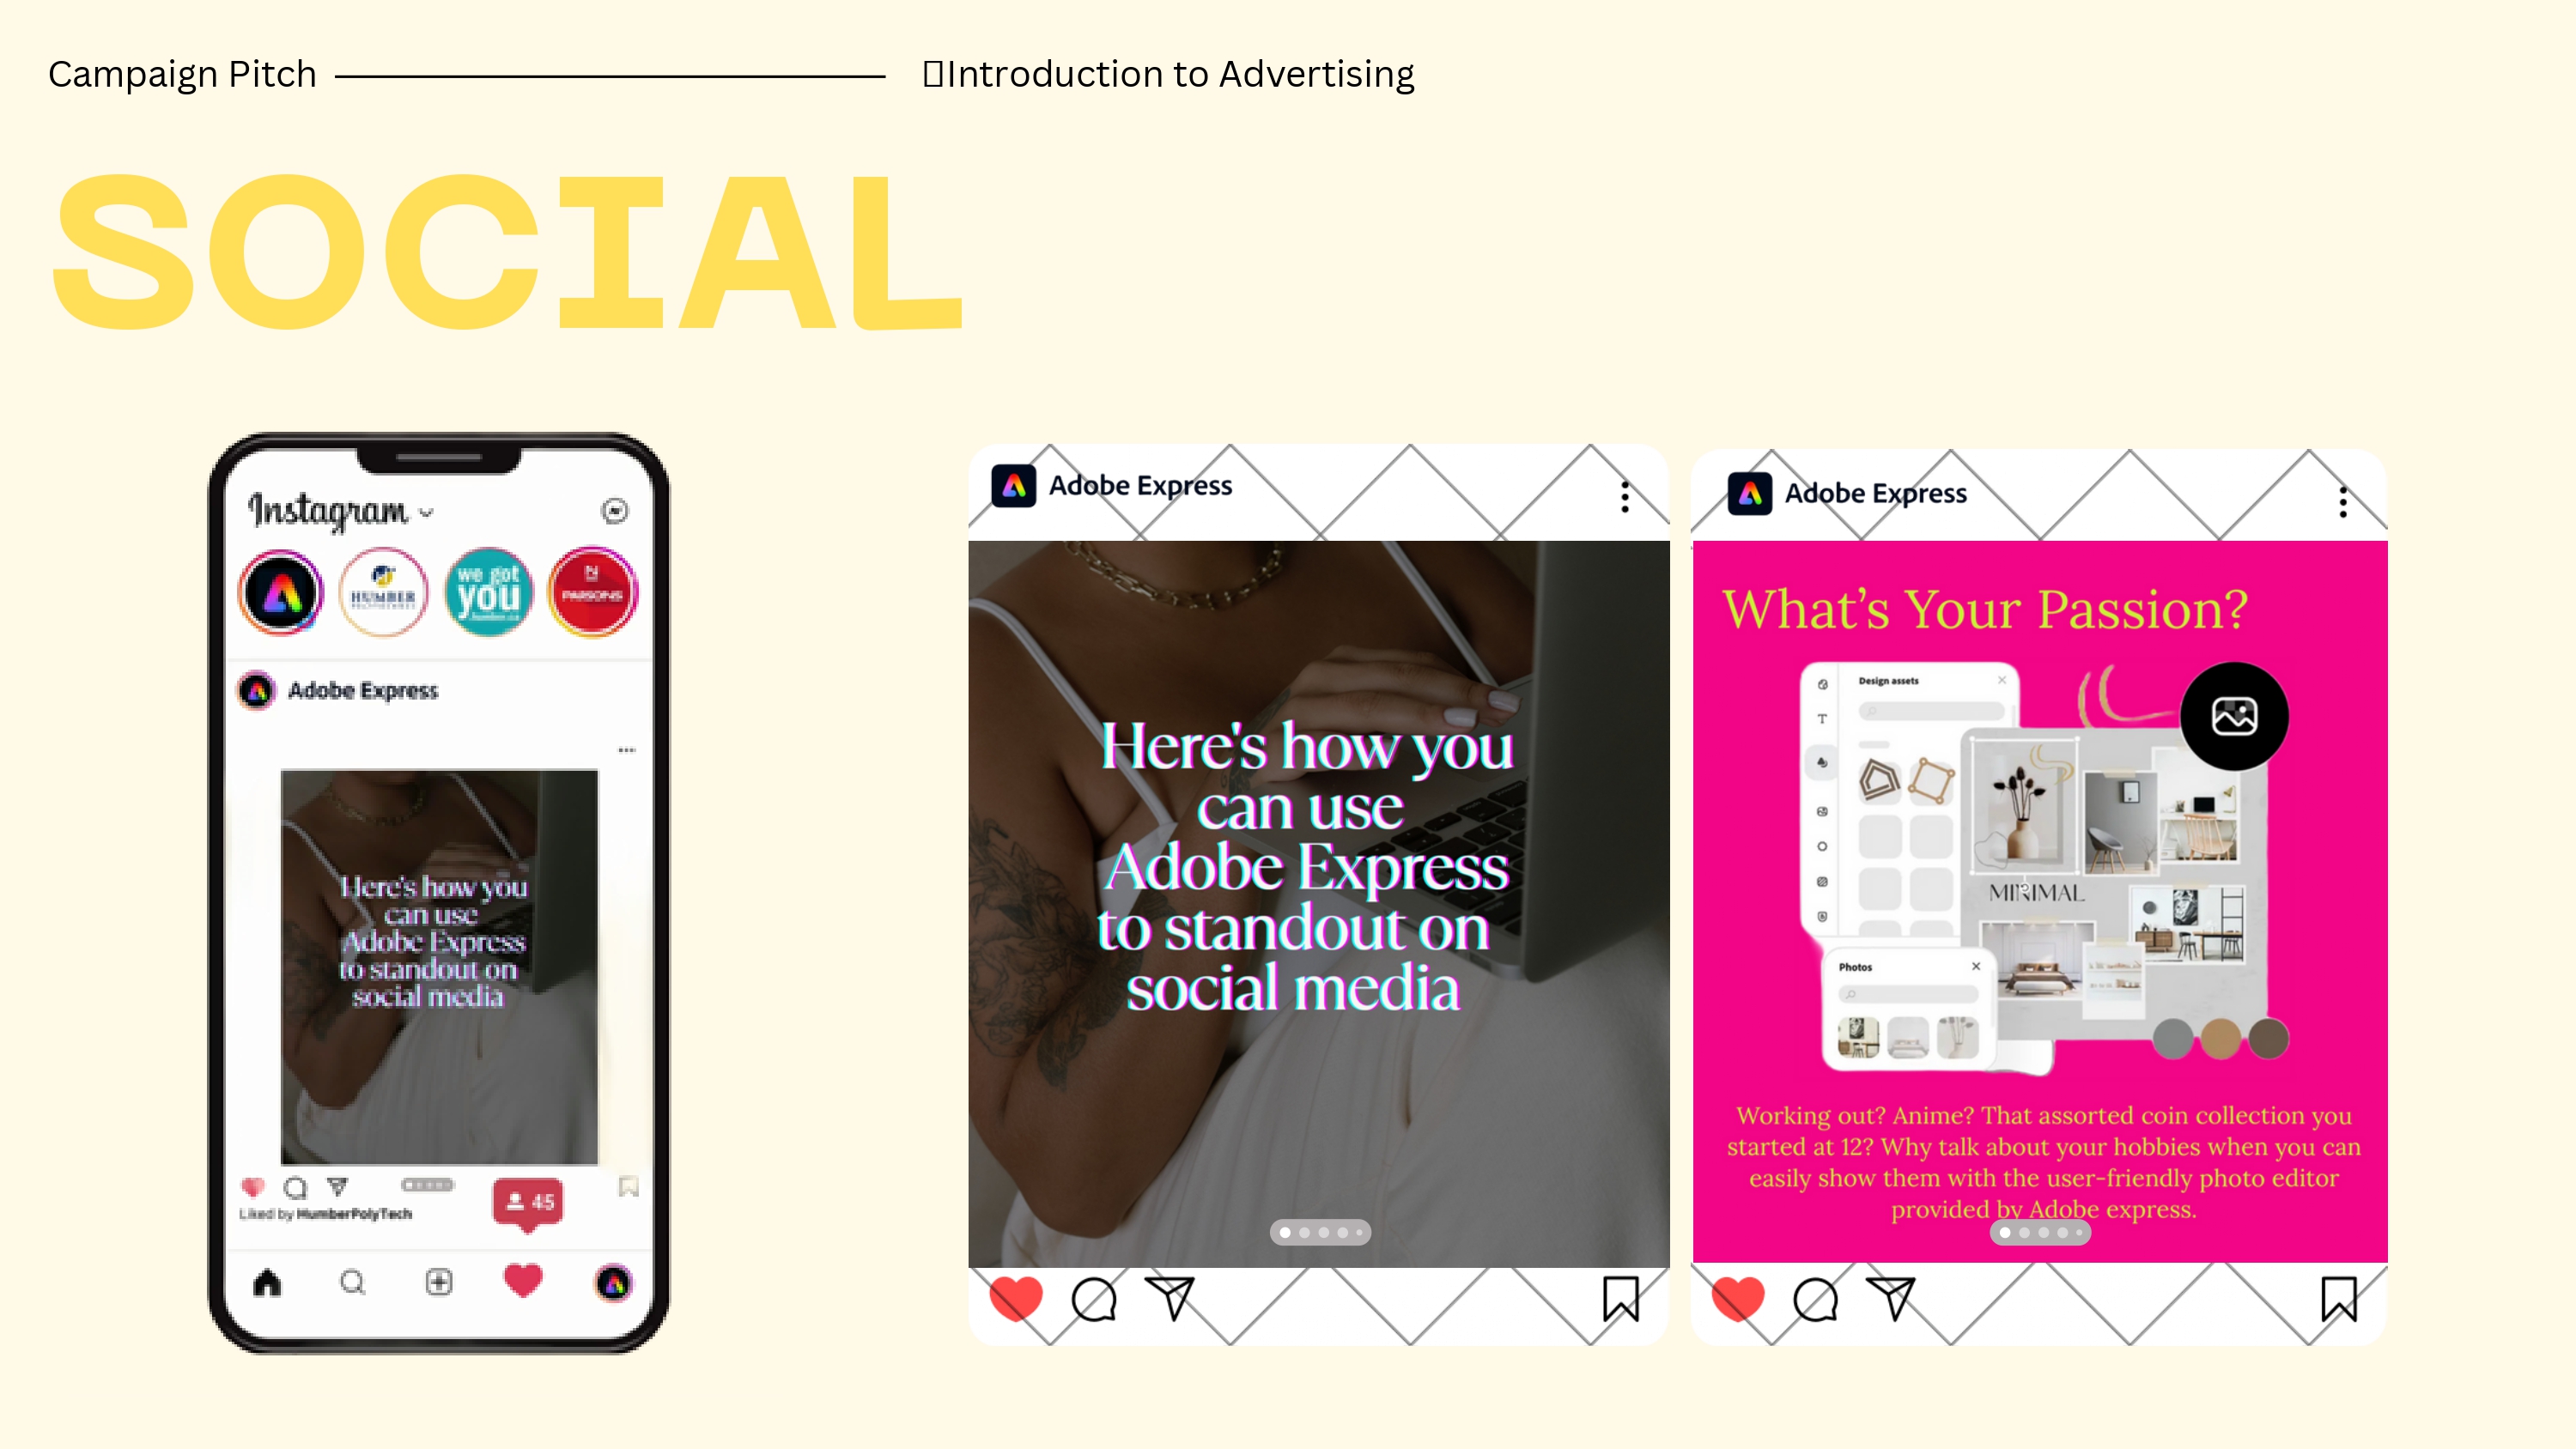 Campaign Pitch
Introduction to Advertising
SOCIAL
Instagram
HUMBER
we got
you
PARSONS
Adobe Express
Here's how you
can use
Adobe Express
to standout on
social media
45
Liked by HumberPolyTech
Adobe Express
Here's how you
can use
Adobe Express
to standout on
social media
Adobe Express
What's Your Passion?
Design assets
T
MINIMAL
Photos
Working out? Anime? That assorted coin collection you
started at 12? Why talk about your hobbies when you can
easily show them with the user-friendly photo editor
provided by Adobe express.